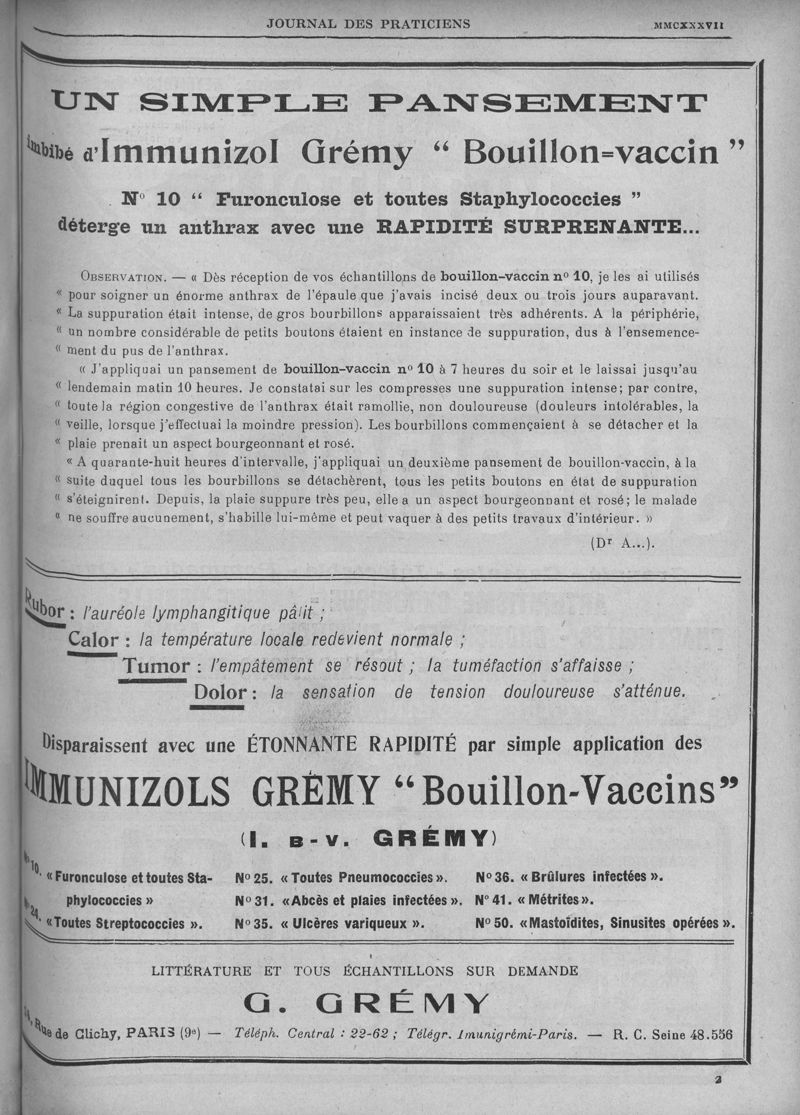 JOURNAL DES PRATICIENS MMCXXXVII
UN SIMPLE PANSEMENT
imbibé d'Immunizol Grémy “ Bouillon=vaccin ”
Nº 10 “ Furonculose et toutes Staphylococcies ”
déterge un anthrax avec une RAPIDITÉ SURPRENANTE...
OBSERVATION. — « Dès réception de vos échantillons de bouillon-vaccin nº 10, je les ai utilisés
« pour soigner un énorme anthrax de l'épaule que j'avais incisé deux ou trois jours auparavant.
« La suppuration était intense, de gros bourbillons apparaissaient très adhérents. A la périphérie,
« un nombre considérable de petits boutons étaient en instance de suppuration, dus à l'ensemence-
« ment du pus de l'anthrax.
« J'appliquai un pansement de bouillon-vaccin nº 10 à 7 heures du soir et le laissai jusqu'au
« lendemain matin 10 heures. Je constatai sur les compresses une suppuration intense; par contre,
« toute la région congestive de l'anthrax était ramollie, non douloureuse (douleurs intolérables, la
« veille, lorsque j'effectuai la moindre pression). Les bourbillons commençaient à se détacher et la
« plaie prenait un aspect bourgeonnant et rosé.
« A quarante-huit heures d'intervalle, j'appliquai un deuxième pansement de bouillon-vaccin, à la
« suite duquel tous les bourbillons se détachèrent, tous les petits boutons en état de suppuration
« s'éteignirent. Depuis, la plaie suppure très peu, elle a un aspect bourgeonnant et rosé; le malade
« ne souffre aucunement, s'habille lui-même et peut vaquer à des petits travaux d'intérieur. »
(Dr A...).
Rubor : l'auréole lymphangitique pâlit ;
Calor : la température locale redevient normale ;
Tumor : l'empâtement se résout ; la tuméfaction s'affaisse ;
Dolor : la sensation de tension douloureuse s'atténue.
Disparaissent avec une ÉTONNANTE RAPIDITÉ par simple application des
IMMUNIZOLS GRÉMY “Bouillon-Vaccins”
(I. B-V. GRÉMY)
Nº 10. « Furonculose et toutes Sta- Nº 25. « Toutes Pneumococcies ». Nº 36. « Brûlures infectées ».
phylococcies » Nº 31. «Abcès et plaies infectées ». Nº 41. « Métrites».
Nº 24. «Toutes Streptococcies ». Nº 35. « Ulcères variqueux ». Nº 50. «Mastoïdites, Sinusites opérées ».
LITTÉRATURE ET TOUS ÉCHANTILLONS SUR DEMANDE
G. GRÉMY
Rue de Clichy, PARIS (9e) — Téléph. Central : 22-62 ; Télégr. Imunigrémi-Paris. — R. C. Seine 48.556
2